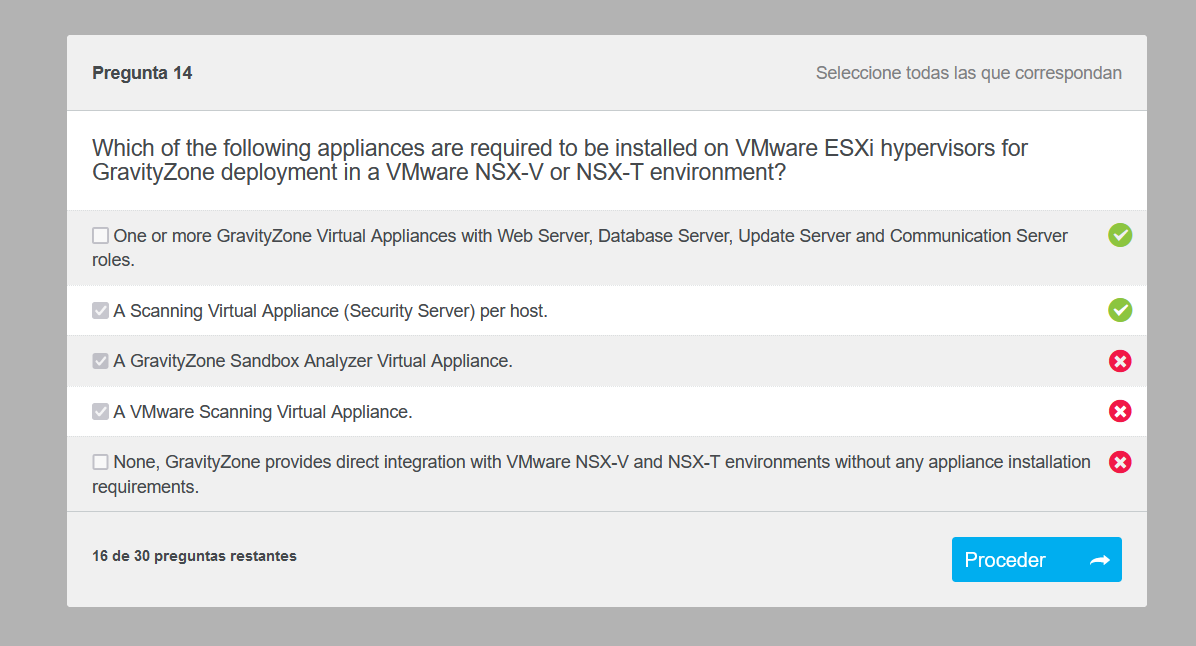 Pregunta 14
Seleccione todas las que correspondan
Which of the following appliances are required to be installed on VMware ESXi hypervisors for
GravityZone deployment in a VMware NSX-V or NSX-T environment?
One or more GravityZone Virtual Appliances with Web Server, Database Server, Update Server and Communication Server
roles.
A Scanning Virtual Appliance (Security Server) per host.
A GravityZone Sandbox Analyzer Virtual Appliance.
A VMware Scanning Virtual Appliance.
None, GravityZone provides direct integration with VMware NSX-V and NSX-T environments without any appliance installation
requirements.
16 de 30 preguntas restantes
Proceder